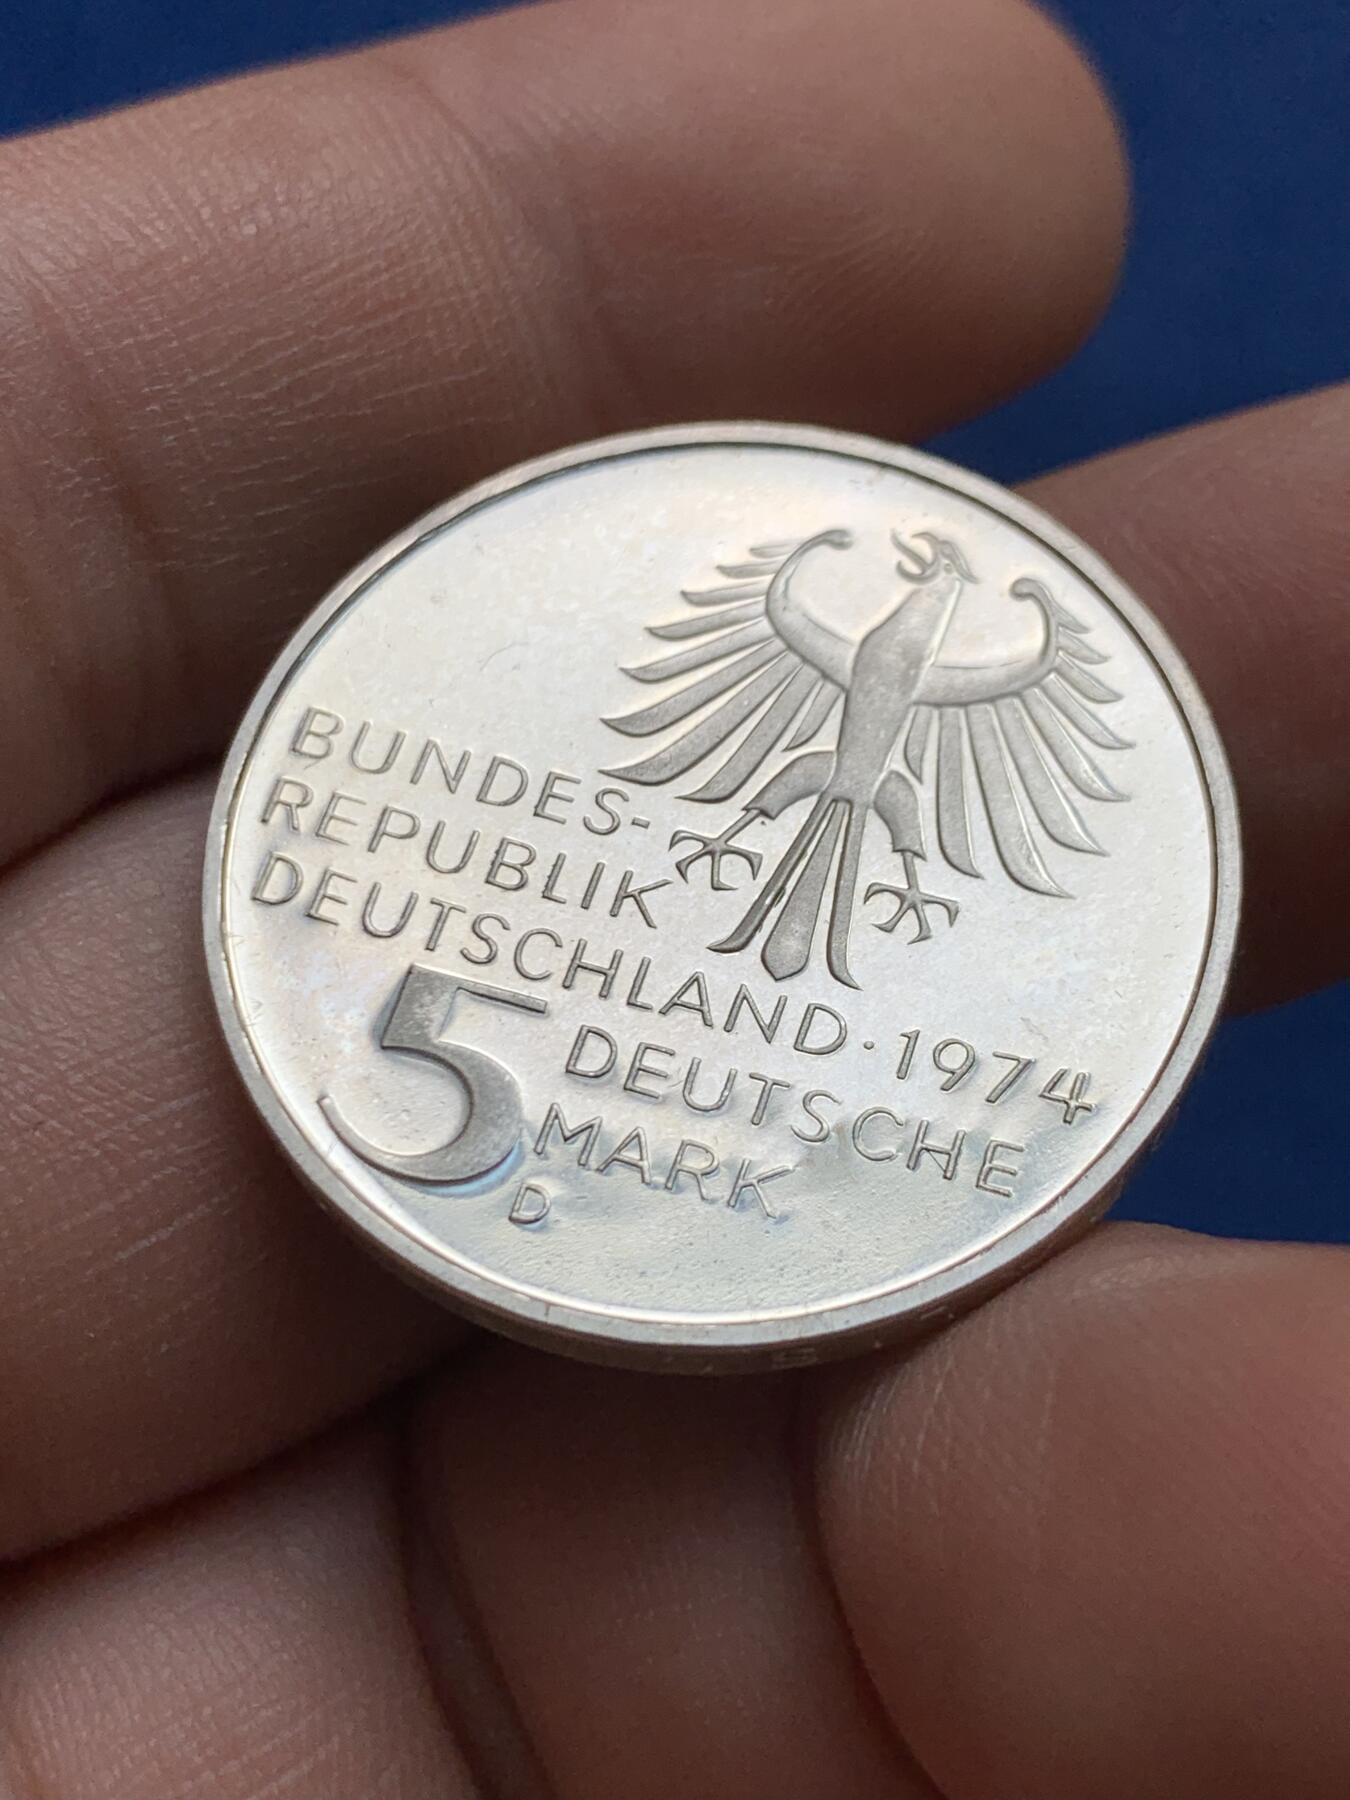 BUNDES-
REPUBLIK
DEUTSCHLAND · 1974
5 DEUTSCHE
MARK
D